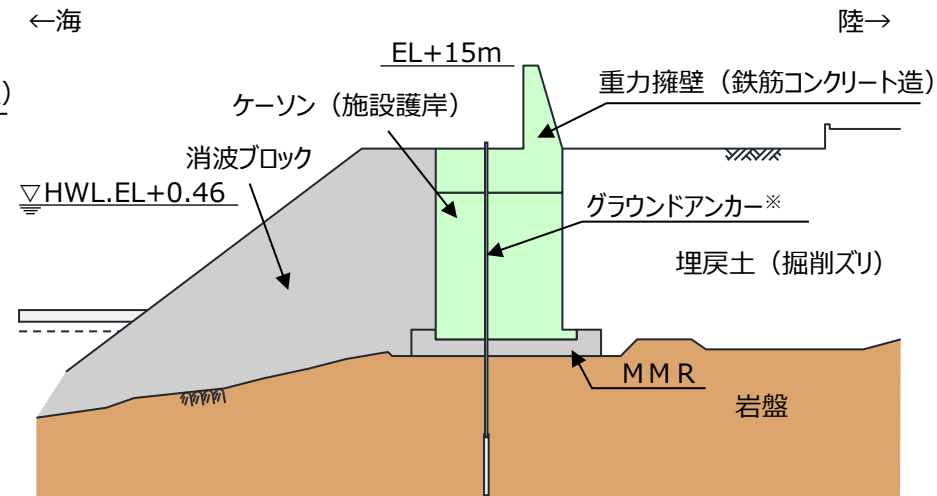 ←海
陸→
EL+15m
重力擁壁（鉄筋コンクリート造）
)
ケーソン（施設護岸）
消波ブロック
▽HWL.EL+0.46
グラウンドアンカー※
埋戻土（掘削ズリ）
ＭＭＲ
岩盤